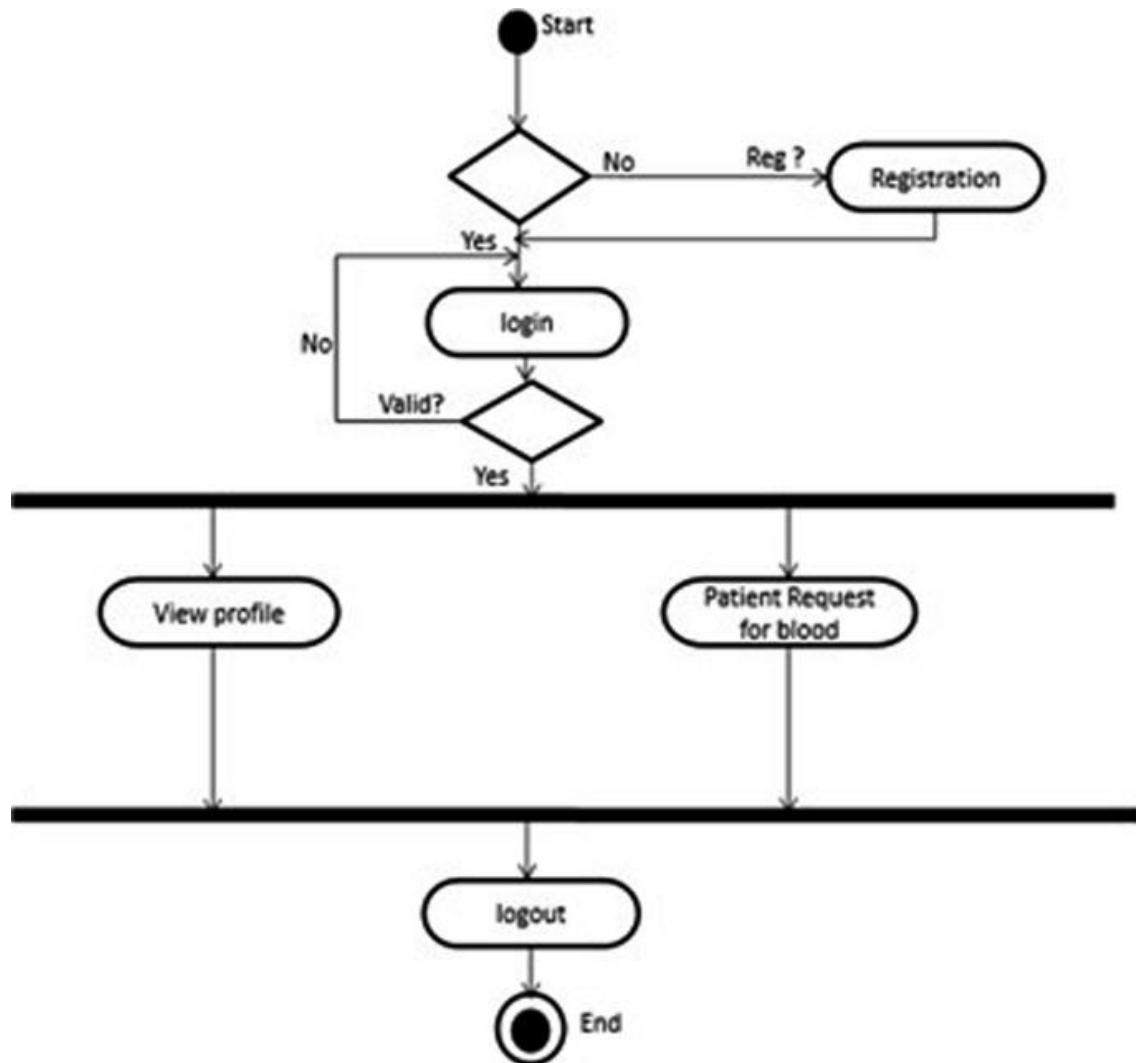 Start
No
Reg ?
Registration
Yes
login
No
Valid?
Yes
View profile
Patient Request
for blood
logout
End